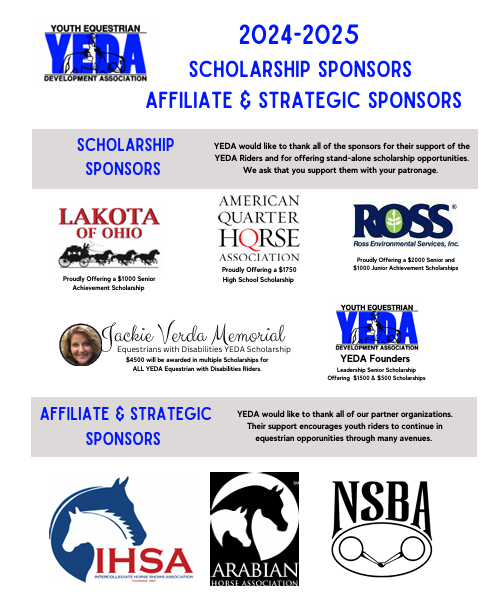 YOUTH EQUESTRIAN
YEDA
DEVELOPMENT ASSOCIATION
2024-2025
SCHOLARSHIP SPONSORS
AFFILIATE & STRATEGIC SPONSORS
SCHOLARSHIP
SPONSORS
YEDA would like to thank all of the sponsors for their support of the
YEDA Riders and for offering stand-alone scholarship opportunities.
We ask that you support them with your patronage.
LAKOTA
OF OHIO
Proudly Offering a $1000 Senior
Achievement Scholarship
AMERICAN
QUARTER
HORSE
ASSOCIATION
Proudly Offering a $1750
High School Scholarship
ROSS®
Ross Environmental Services, Inc.
Proudly Offering a $2000 Senior and
$1000 Junior Achievement Scholarships
Jackie Verda Memorial
Equestrians with Disabilities YEDA Scholarship
$4500 will be awarded in multiple Scholarships for
ALL YEDA Equestrian with Disabilities Riders.
YOUTH EQUESTRIAN
YEDA
DEVELOPMENT ASSOCIATION
YEDA Founders
Leadership Senior Scholarship
Offering $1500 & $500 Scholarships
AFFILIATE & STRATEGIC
SPONSORS
YEDA would like to thank all of our partner organizations.
Their support encourages youth riders to continue in
equestrian opporunities through many avenues.
IHSA
INTERCOLLEGIATE HORSE SHOWS ASSOCIATION
ARABIAN
HORSE ASSOCIATION
NSBA